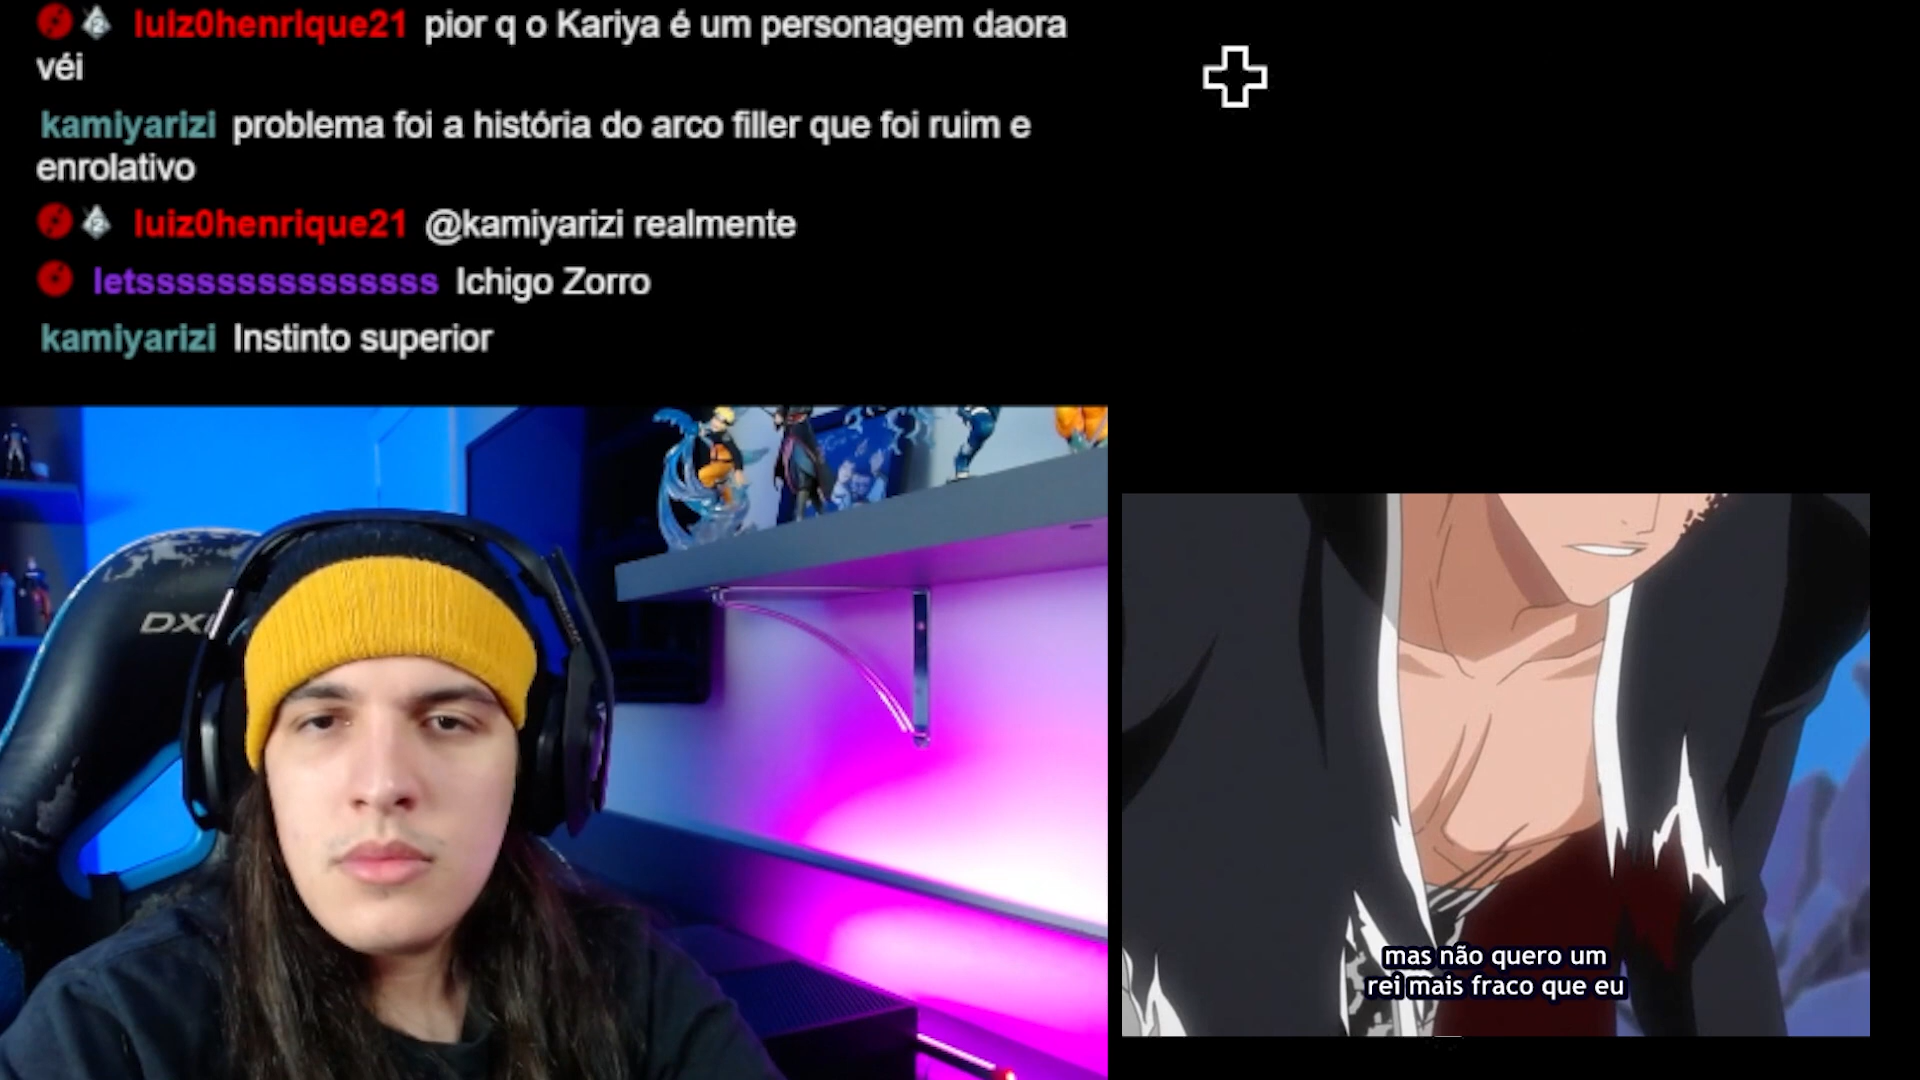 luiz0henrique21 pior q o Kariya é um personagem daora
véi
kamiyarizi problema foi a história do arco filler que foi ruim e
enrolativo
luiz0henrique21 @kamiyarizi realmente
letsssssssssssssss Ichigo Zorro
kamiyarizi Instinto superior
DX
mas não quero um
rei mais fraco que eu